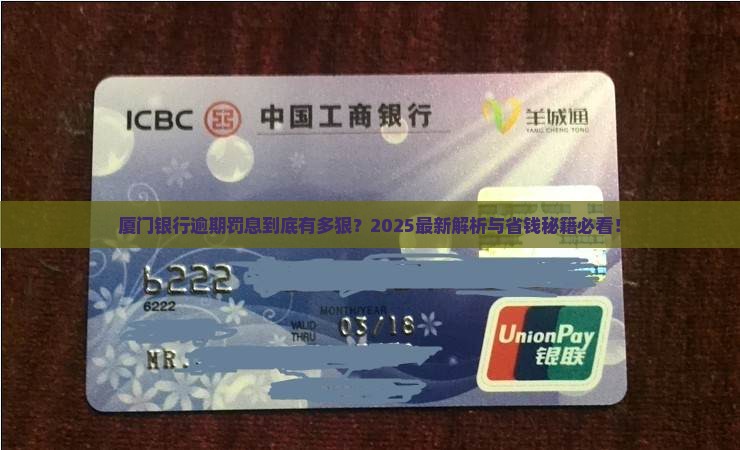 ICBC 中国工商银行 羊城通
YANG CHENG TONG
厦门银行逾期罚息到底有多狠？2025最新解析与省钱秘籍必看！
6222
6222
MONTH/YEAR
VALID THRU 03/18
UnionPay
银联
MR.